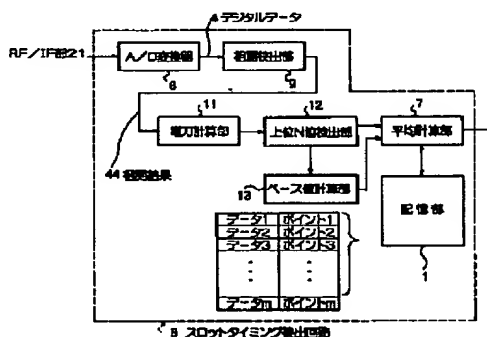 4 デジタルデータ
RF/IF部21
A/D変換器
相関検出部
8
9
11
12
7
電力計算部
上位N値検出部
平均計算部
44 相関結果
13
ベース値計算部
記憶部
1
データ1 ポイント1
データ2 ポイント2
データ3 ポイント3
データm ポイントm
5 スロットタイミング検出回路